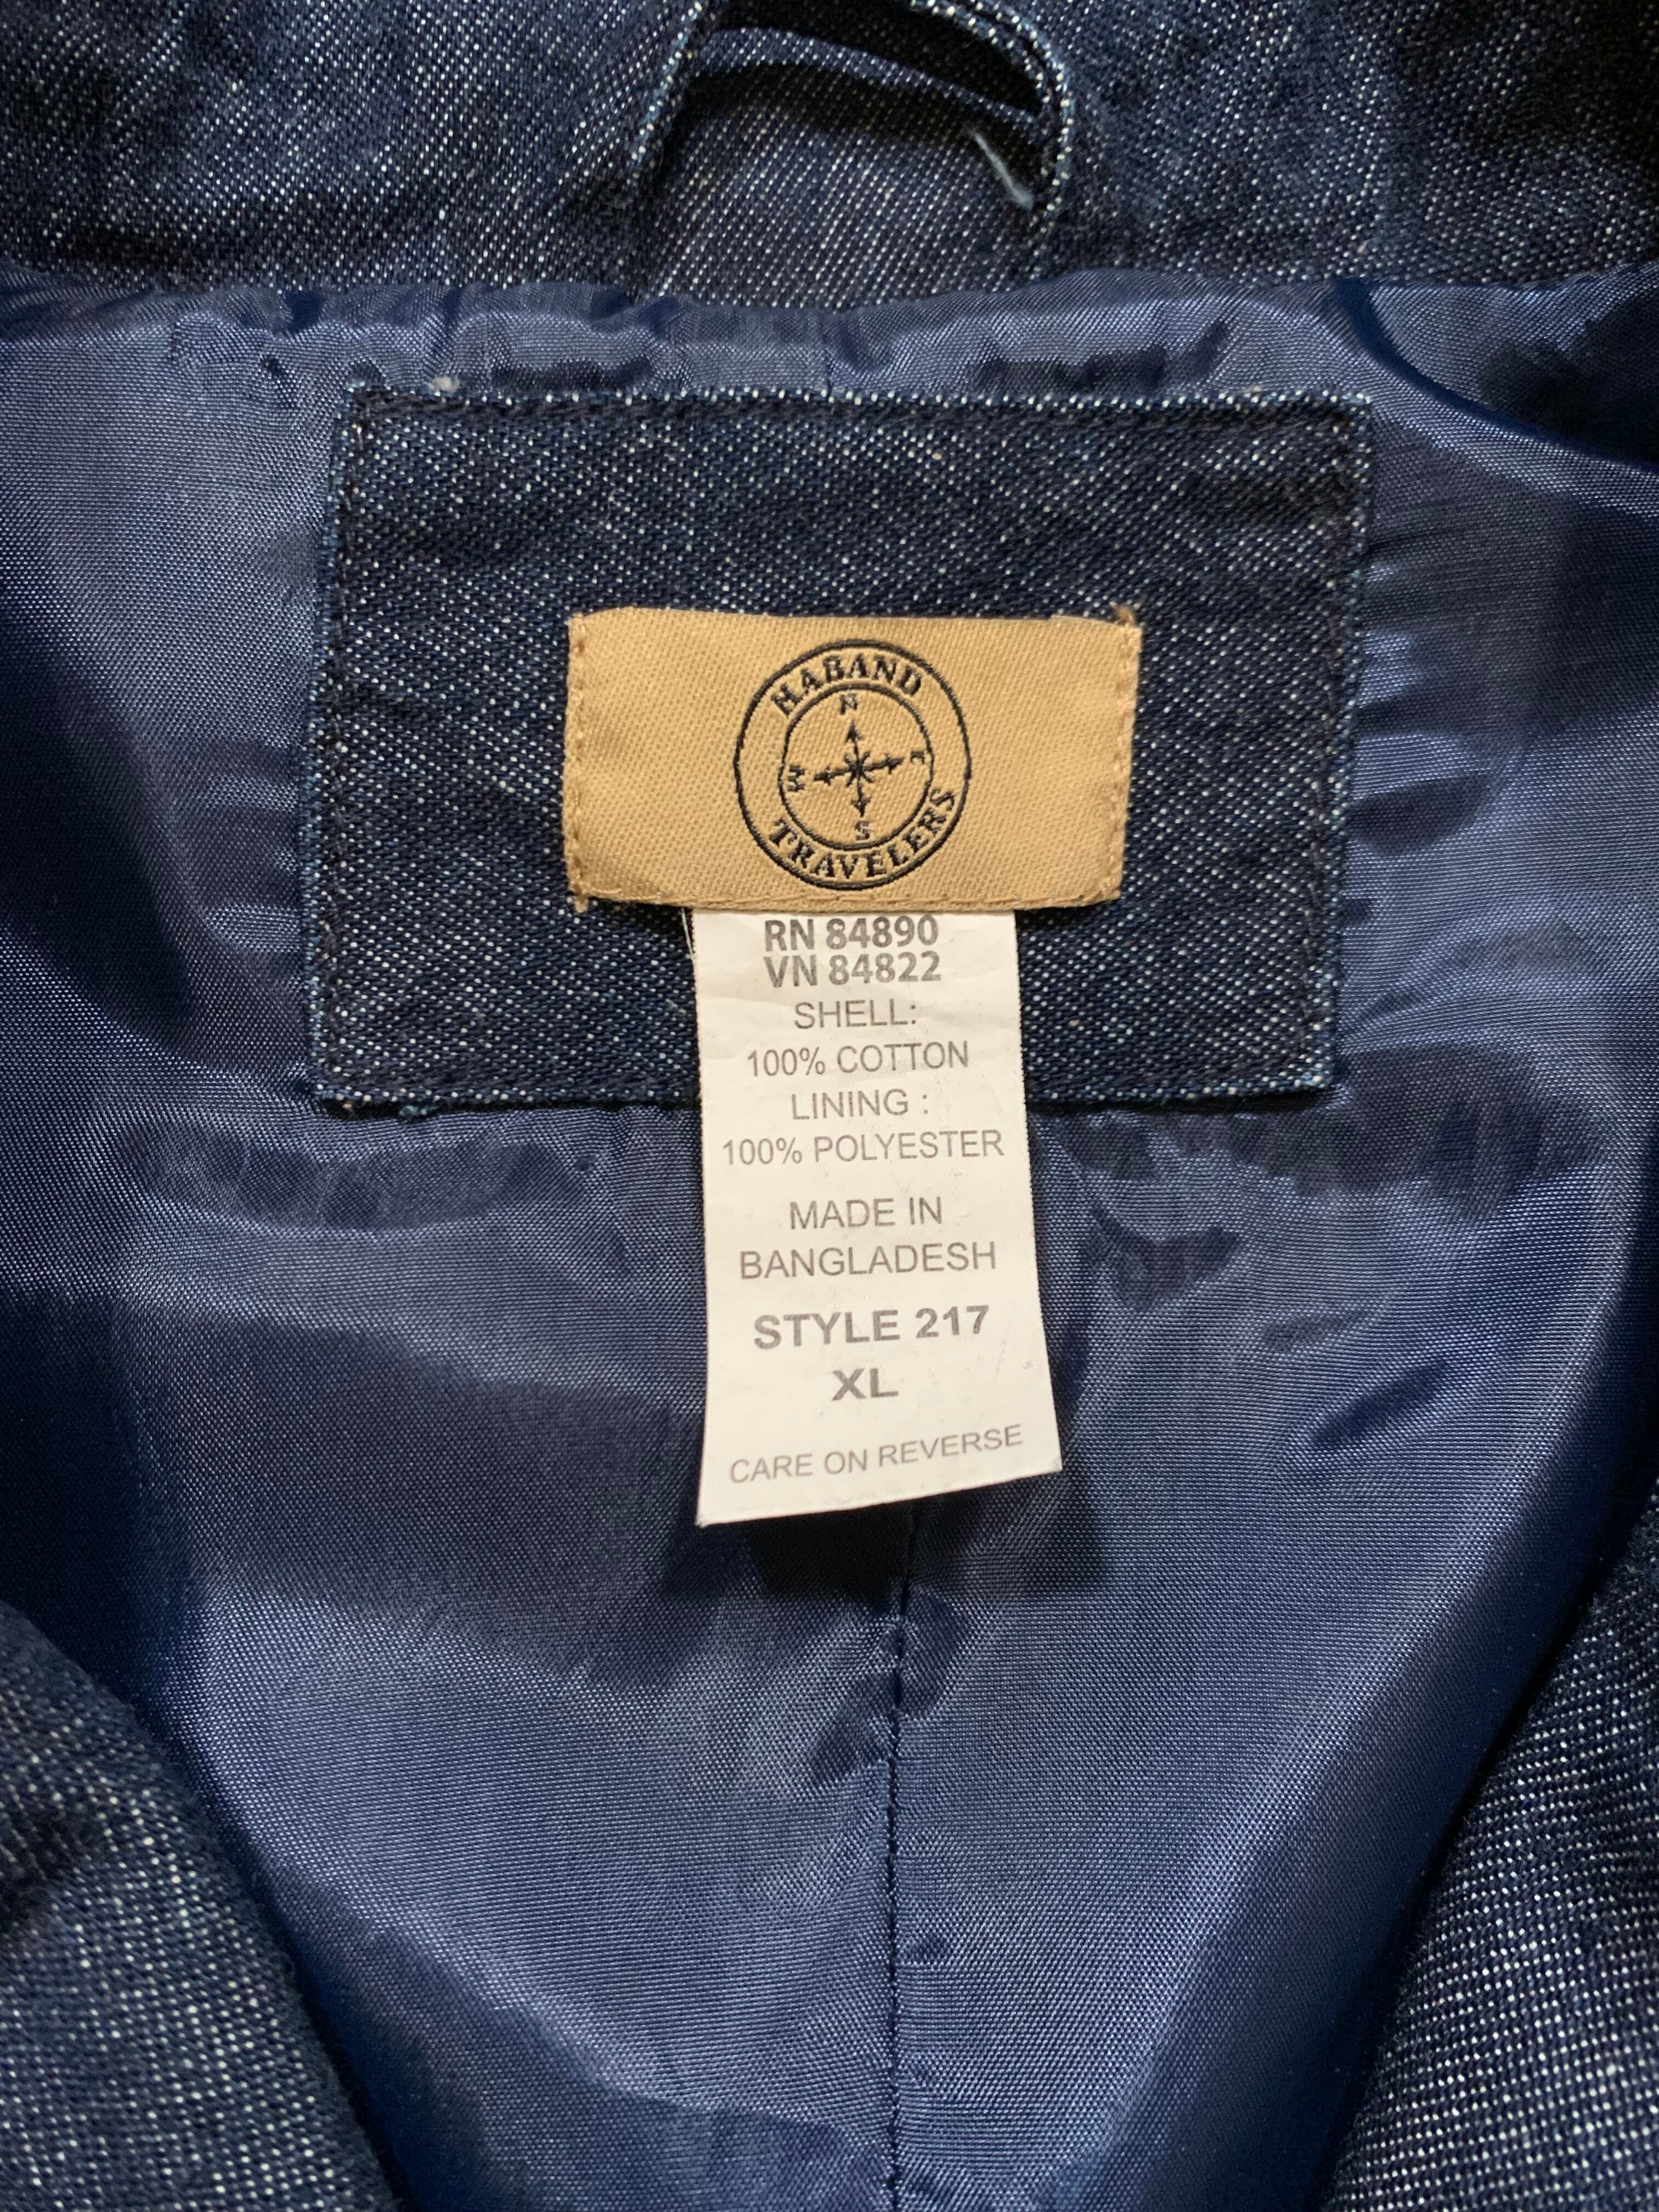 HABAND
N
W E
S
TRAVELERS
RN 84890
VN 84822
SHELL:
100% COTTON
LINING :
100% POLYESTER
MADE IN
BANGLADESH
STYLE 217
XL
CARE ON REVERSE